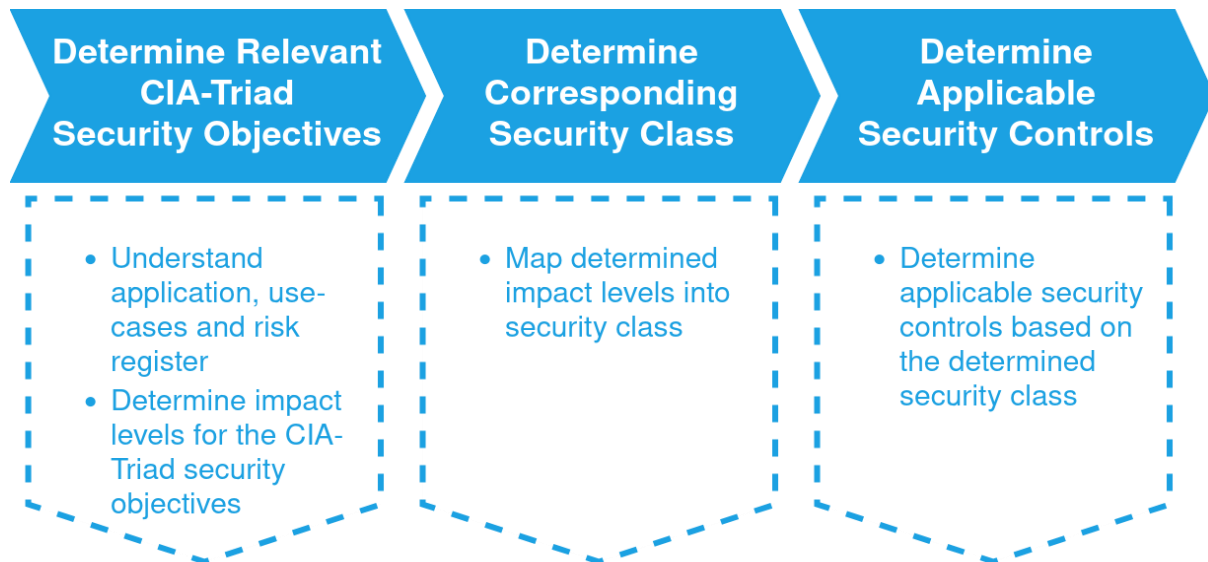 Determine Relevant
CIA-Triad
Security Objectives
Determine
Corresponding
Security Class
Determine
Applicable
Security Controls
• Understand
application, use-
cases and risk
register
• Determine impact
levels for the CIA-
Triad security
objectives
• Map determined
impact levels into
security class
• Determine
applicable security
controls based on
the determined
security class